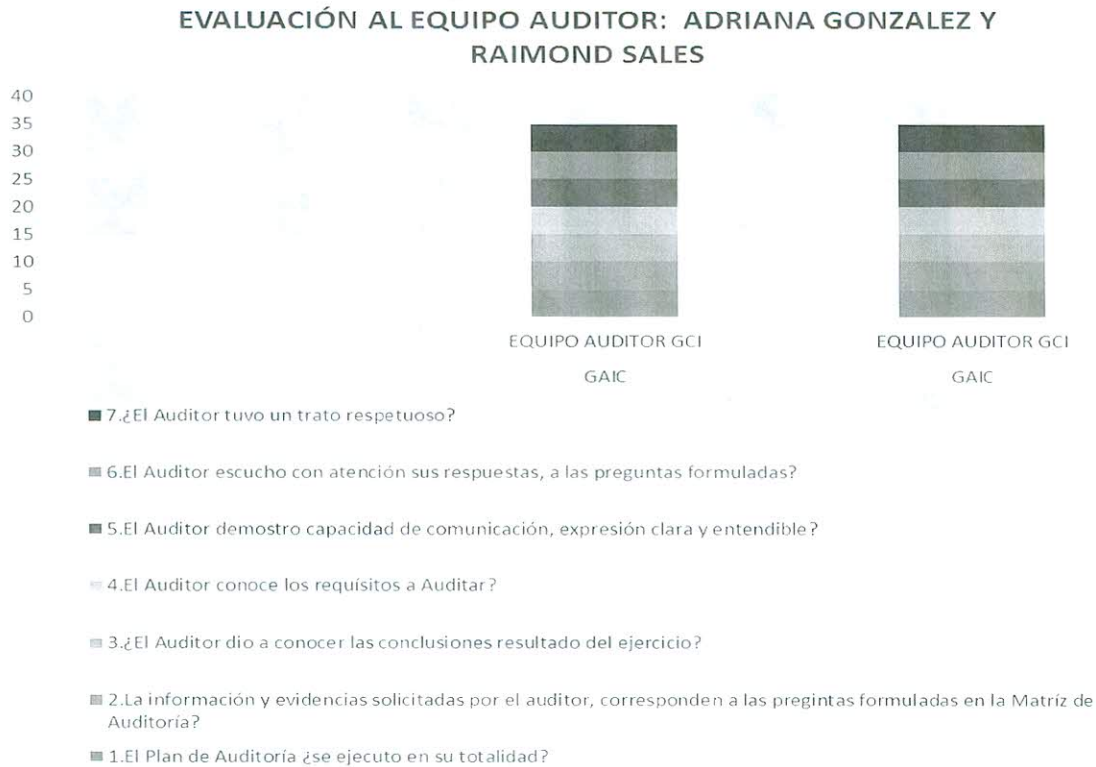 EVALUACIÓN AL EQUIPO AUDITOR: ADRIANA GONZALEZ Y
RAIMOND SALES
40
35
30
25
20
15
10
5
0
EQUIPO AUDITOR GCI
EQUIPO AUDITOR GCI
GAIC
GAIC
7.¿El Auditor tuvo un trato respetuoso?
6.El Auditor escucho con atención sus respuestas, a las preguntas formuladas?
5.El Auditor demostro capacidad de comunicación, expresión clara y entendible?
4.El Auditor conoce los requísitos a Auditar?
3.¿El Auditor dio a conocer las conclusiones resultado del ejercicio?
2.La información y evidencias solicitadas por el auditor, corresponden a las pregintas formuladas en la Matríz de
Auditoría?
1.El Plan de Auditoría ¿se ejecuto en su totalidad?